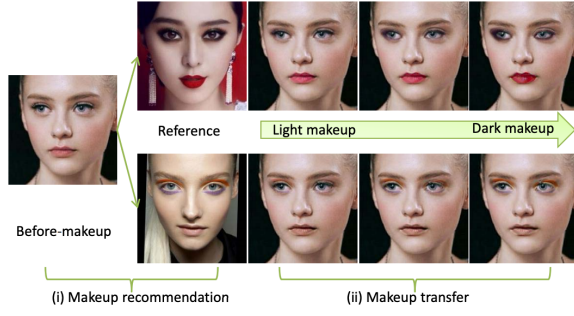 Reference
Light makeup
Dark makeup
Before-makeup
(i) Makeup recommendation
(ii) Makeup transfer